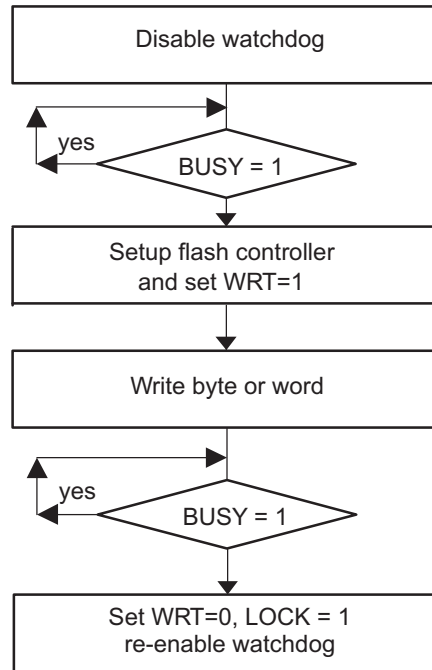 Disable watchdog
yes
BUSY = 1
Setup flash controller
and set WRT=1
Write byte or word
yes
BUSY = 1
Set WRT=0, LOCK = 1
re-enable watchdog